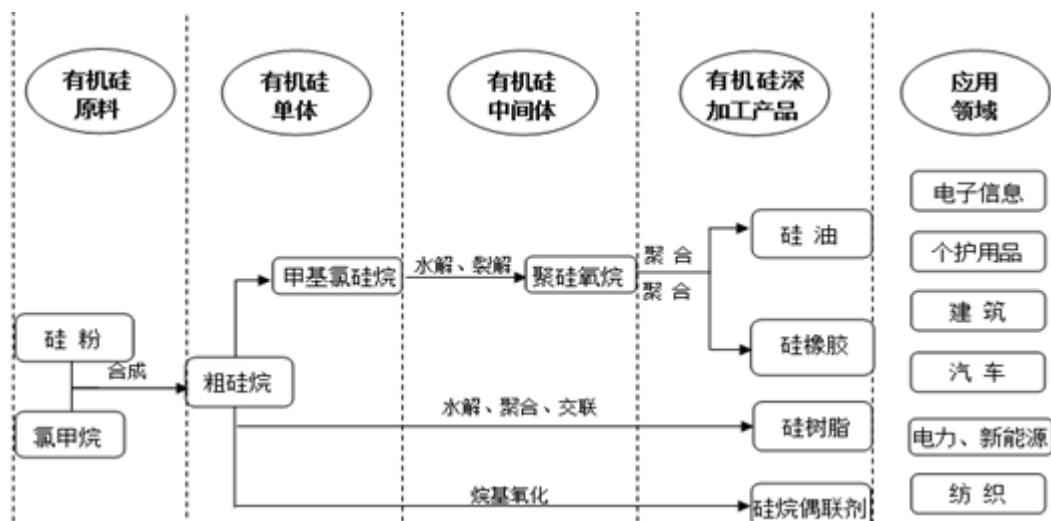 有机硅
原料
有机硅
单体
有机硅
中间体
有机硅深
加工产品
应用
领域
电子信息
硅 油
个护用品
聚 合
水解、裂解
甲基氯硅烷
聚硅氧烷
聚 合
建 筑
硅 粉
硅橡胶
合成
汽 车
粗硅烷
水解、聚合、交联
氯甲烷
硅树脂
电力、新能源
烷基氧化
硅烷偶联剂
纺 织